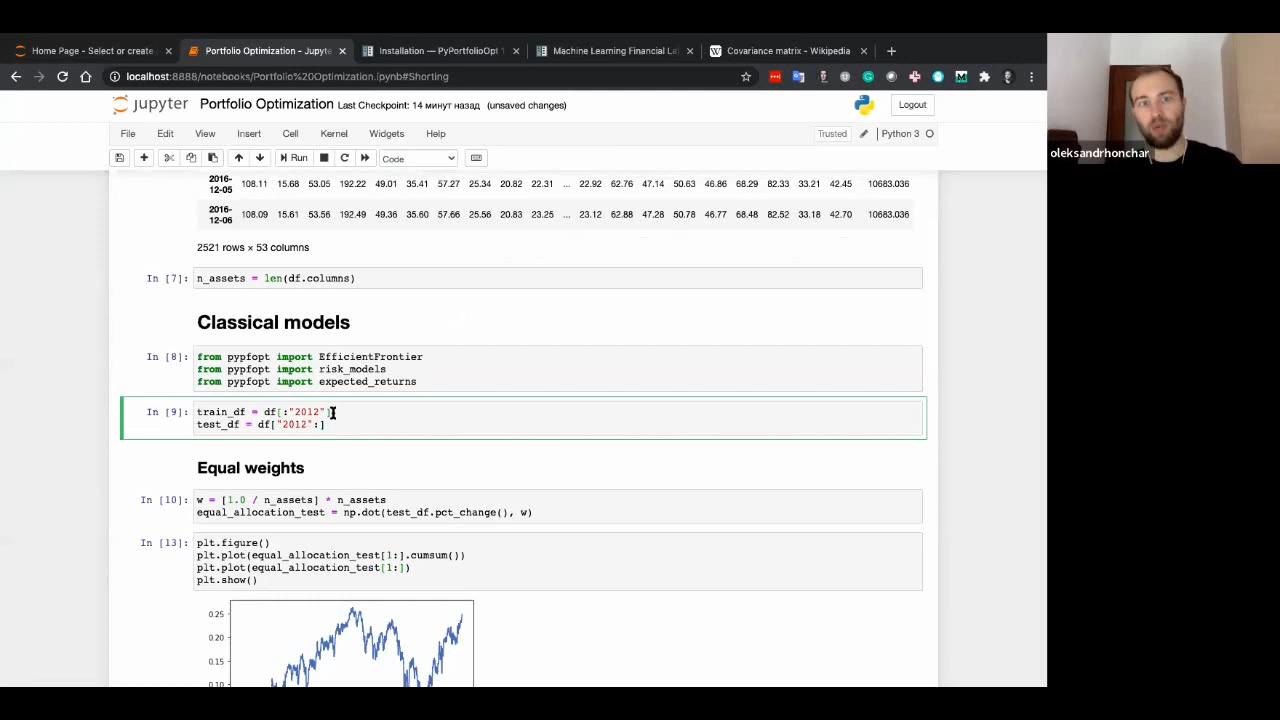 Home Page - Select or create
Portfolio Optimization - Jupyte
Installation — PyPortfolioOpt 1
Machine Learning Financial La
Covariance matrix - Wikipedia
localhost:8888/notebooks/Portfolio%20Optimization.ipynb#Shorting
jupyter Portfolio Optimization Last Checkpoint: 14 минут назад (unsaved changes)
Logout
File Edit View Insert Cell Kernel Widgets Help
Trusted Python 3
Run Code
oleksandrhonchar
2016-12-05 108.11 15.68 53.05 192.22 49.01 35.41 57.27 25.34 20.82 22.31 ... 22.92 62.76 47.14 50.63 46.86 68.29 82.33 33.21 42.45 10683.036
2016-12-06 108.09 15.61 53.56 192.49 49.36 35.60 57.66 25.56 20.83 23.25 ... 23.12 62.88 47.28 50.78 46.77 68.48 82.52 33.18 42.70 10683.036
2521 rows × 53 columns
In [7]: n_assets = len(df.columns)
Classical models
In [8]: from pypfopt import EfficientFrontier
from pypfopt import risk_models
from pypfopt import expected_returns
In [9]: train_df = df[:"2012"]
test_df = df["2012":]
Equal weights
In [10]: w = [1.0 / n_assets] * n_assets
equal_allocation_test = np.dot(test_df.pct_change(), w)
In [13]: plt.figure()
plt.plot(equal_allocation_test[1:].cumsum())
plt.plot(equal_allocation_test[1:])
plt.show()
0.25
0.20
0.15
0.10